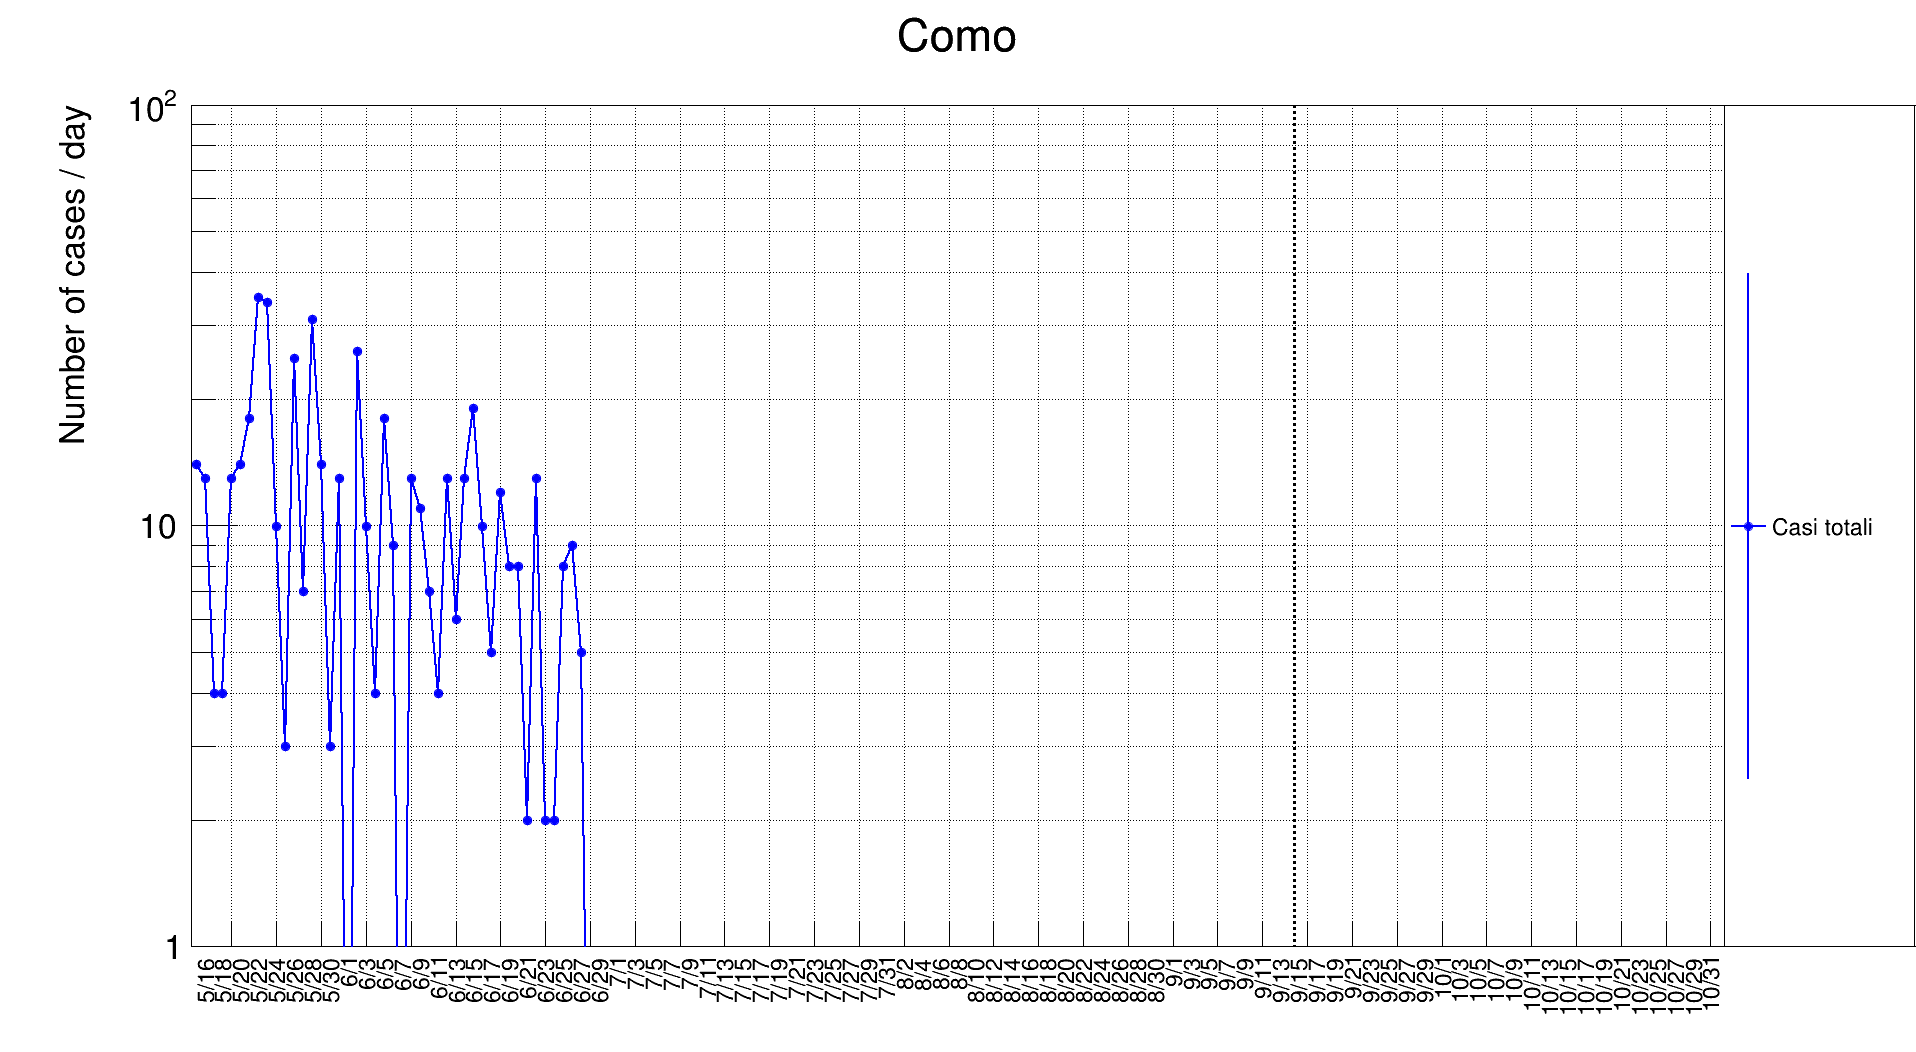 Como
Number of cases / day
10²
10
1
5/16 5/18 5/20 5/22 5/24 5/26 5/28 5/30 6/1 6/3 6/5 6/7 6/9 6/11 6/13 6/15 6/17 6/19 6/21 6/23 6/25 6/27 6/29 7/1 7/3 7/5 7/7 7/9 7/11 7/13 7/15 7/17 7/19 7/21 7/23 7/25 7/27 7/29 7/31 8/2 8/4 8/6 8/8 8/10 8/12 8/14 8/16 8/18 8/20 8/22 8/24 8/26 8/28 8/30 9/1 9/3 9/5 9/7 9/9 9/11 9/13 9/15 9/17 9/19 9/21 9/23 9/25 9/27 9/29 10/1 10/3 10/5 10/7 10/9 10/11 10/13 10/15 10/17 10/19 10/21 10/23 10/25 10/27 10/29 10/31
Casi totali